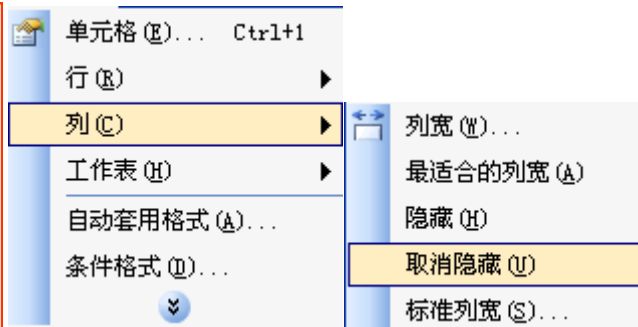 单元格(E)... Ctrl+1
行(R)
列(C)
工作表(H)
自动套用格式(A)...
条件格式(D)...
列宽(W)...
最适合的列宽(A)
隐藏(H)
取消隐藏(U)
标准列宽(S)...